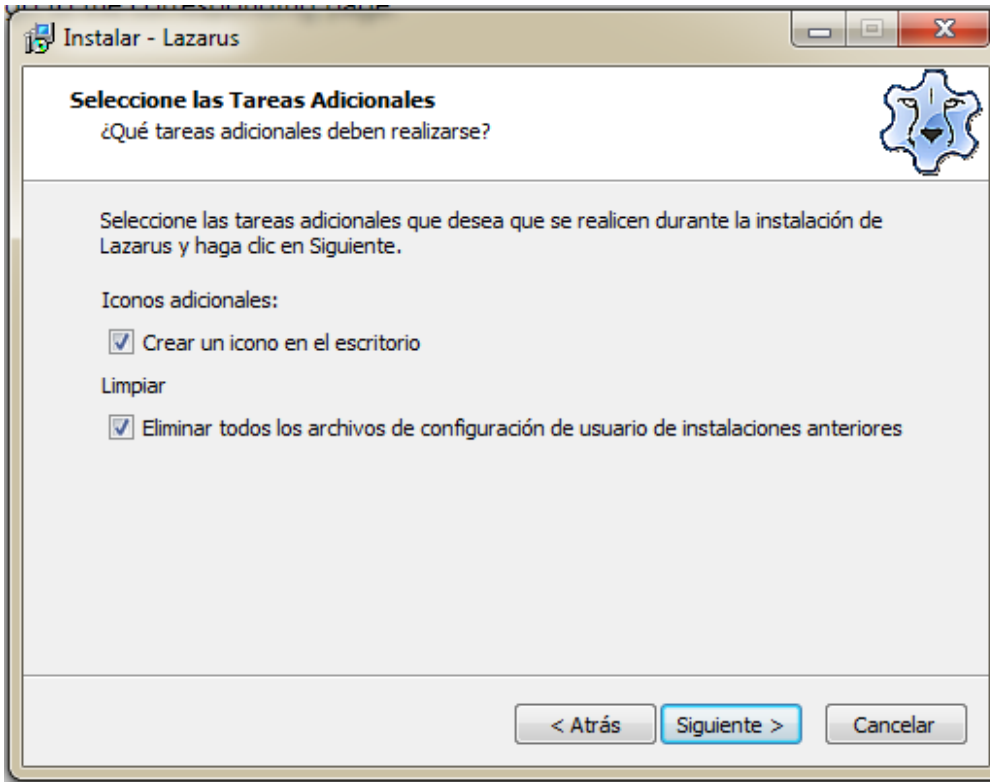 Instalar - Lazarus
Seleccione las Tareas Adicionales
¿Qué tareas adicionales deben realizarse?
Seleccione las tareas adicionales que desea que se realicen durante la instalación de
Lazarus y haga clic en Siguiente.
Iconos adicionales:
Crear un icono en el escritorio
Limpiar
Eliminar todos los archivos de configuración de usuario de instalaciones anteriores
< Atrás
Siguiente >
Cancelar